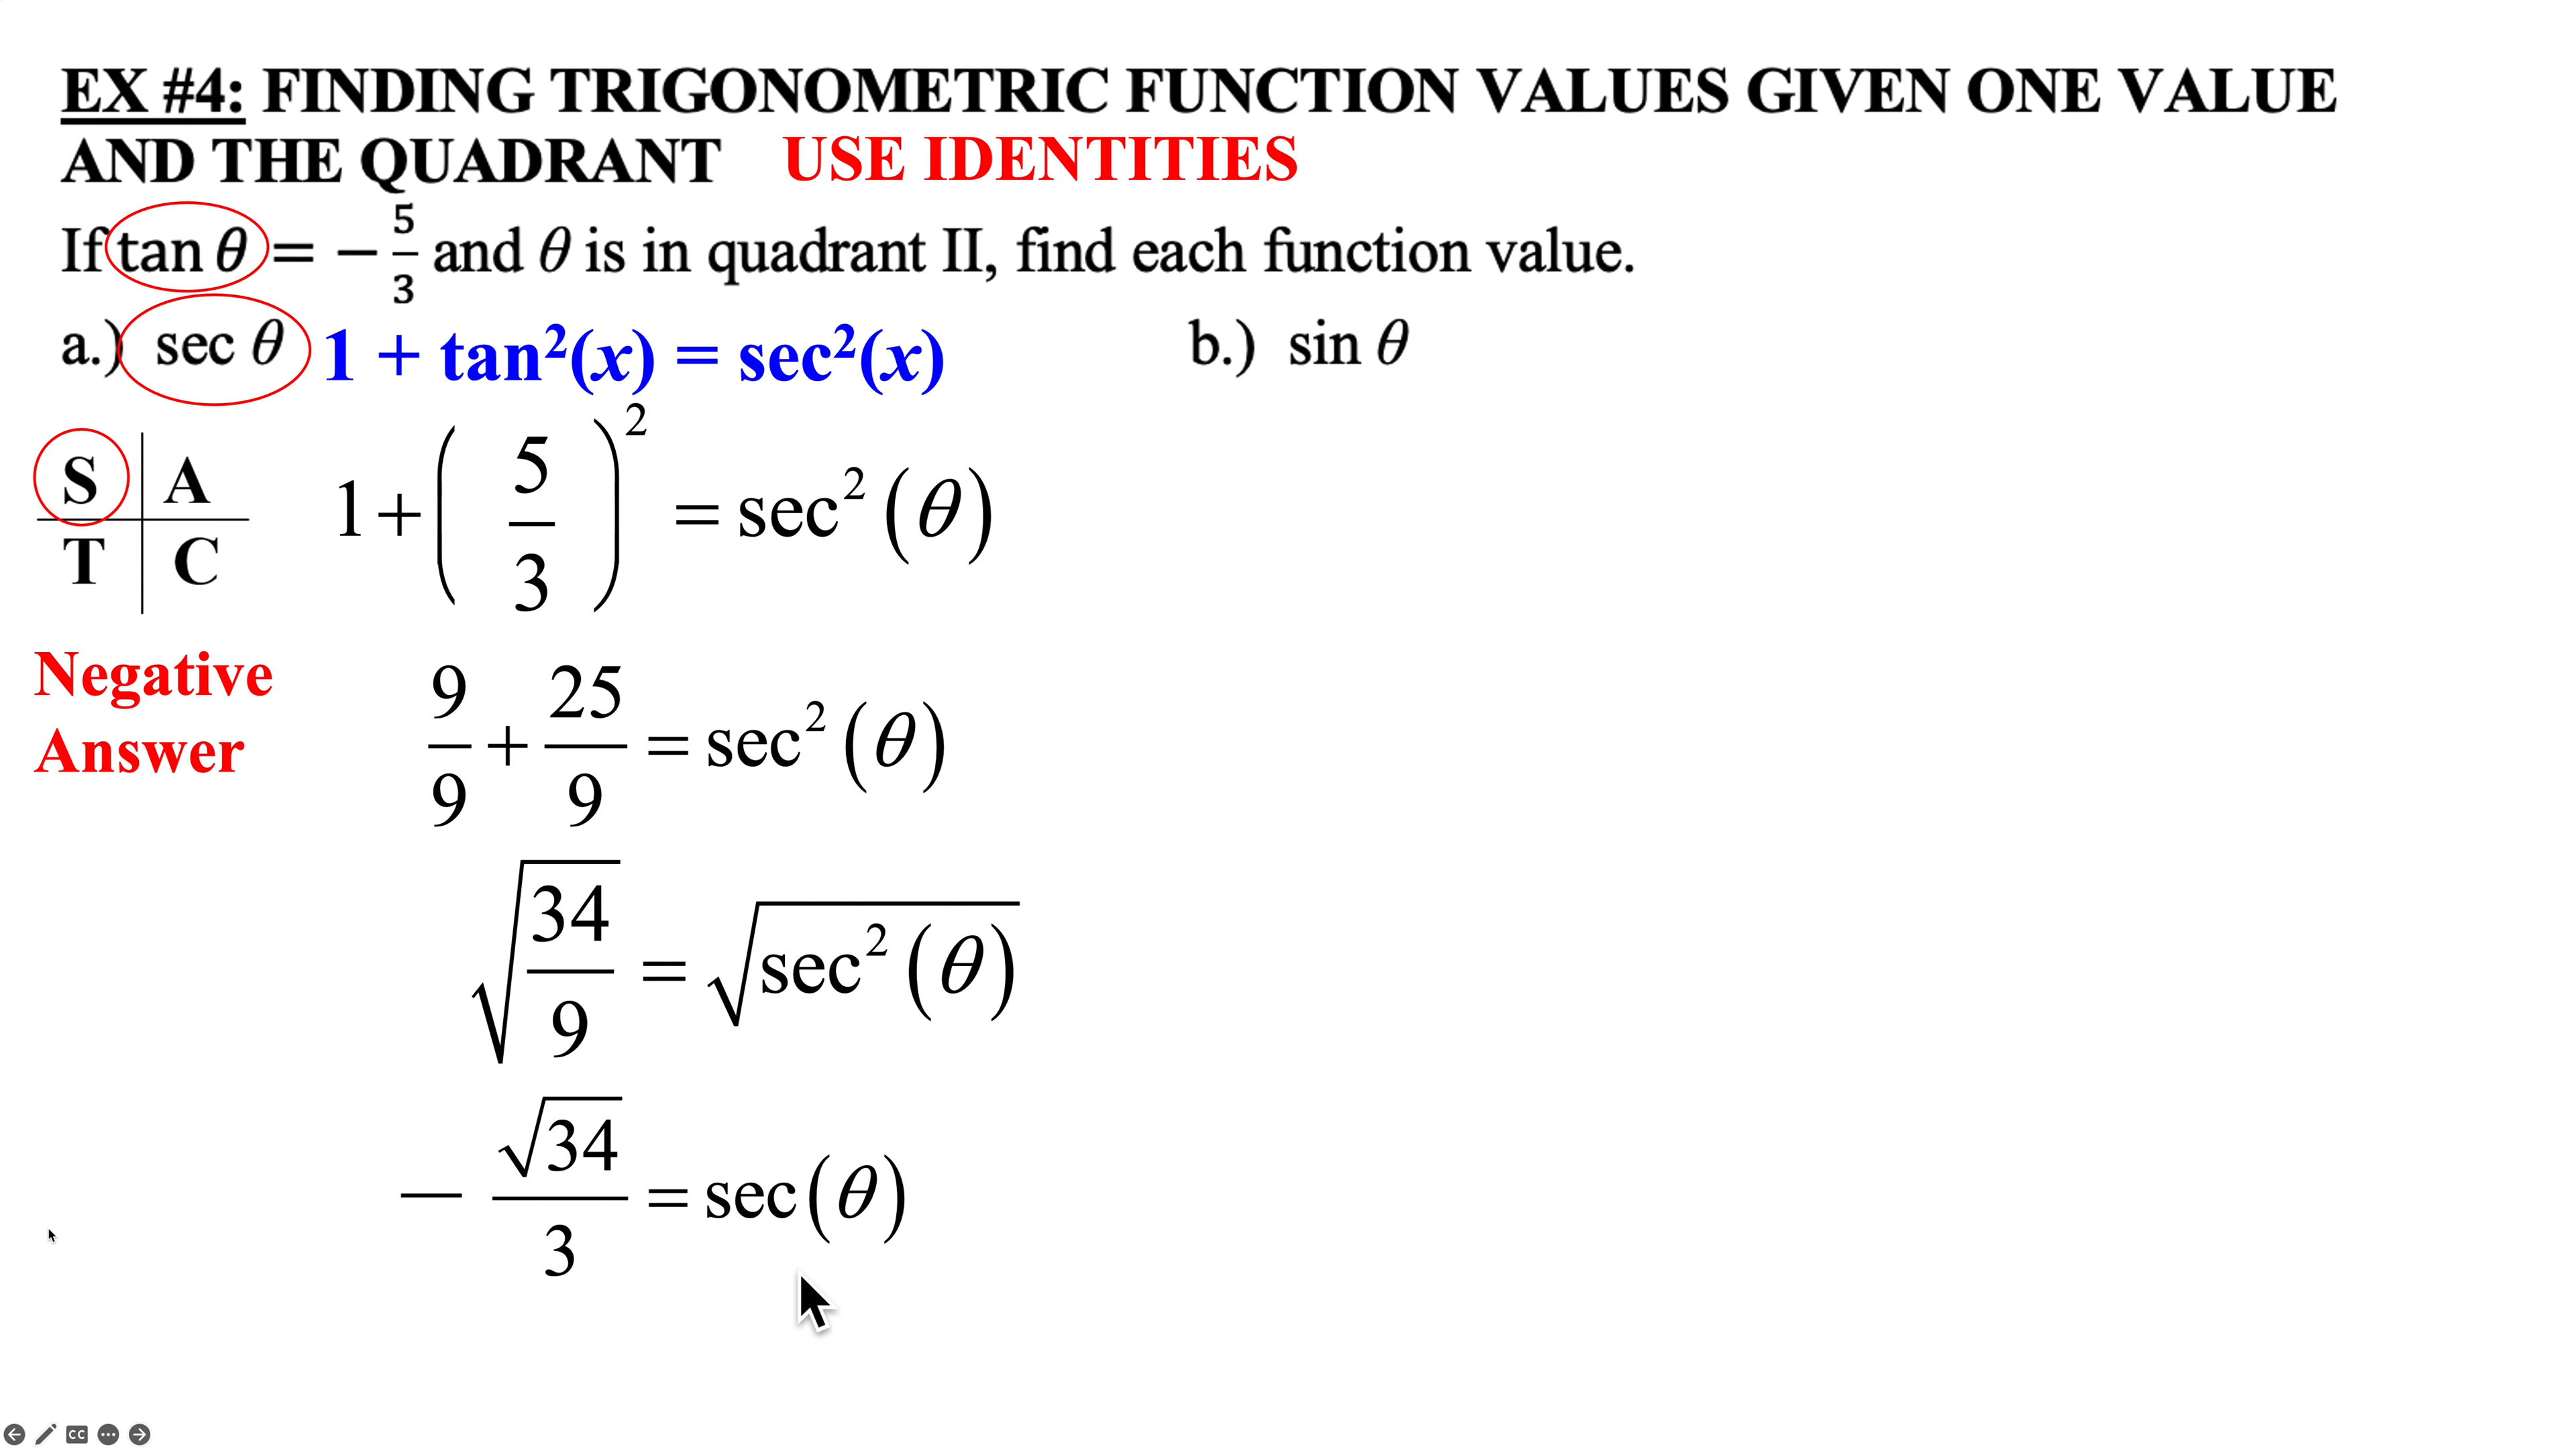 EX #4: FINDING TRIGONOMETRIC FUNCTION VALUES GIVEN ONE VALUE
AND THE QUADRANT USE IDENTITIES
If tan θ = − 5/3 and θ is in quadrant II, find each function value.
a.) sec θ 1 + tan²(x) = sec²(x)
b.) sin θ
S A
T C
1+(5/3)² = sec²(θ)
Negative
Answer
9/9 + 25/9 = sec²(θ)
√(34/9) = √(sec²(θ))
− √34/3 = sec(θ)
CC